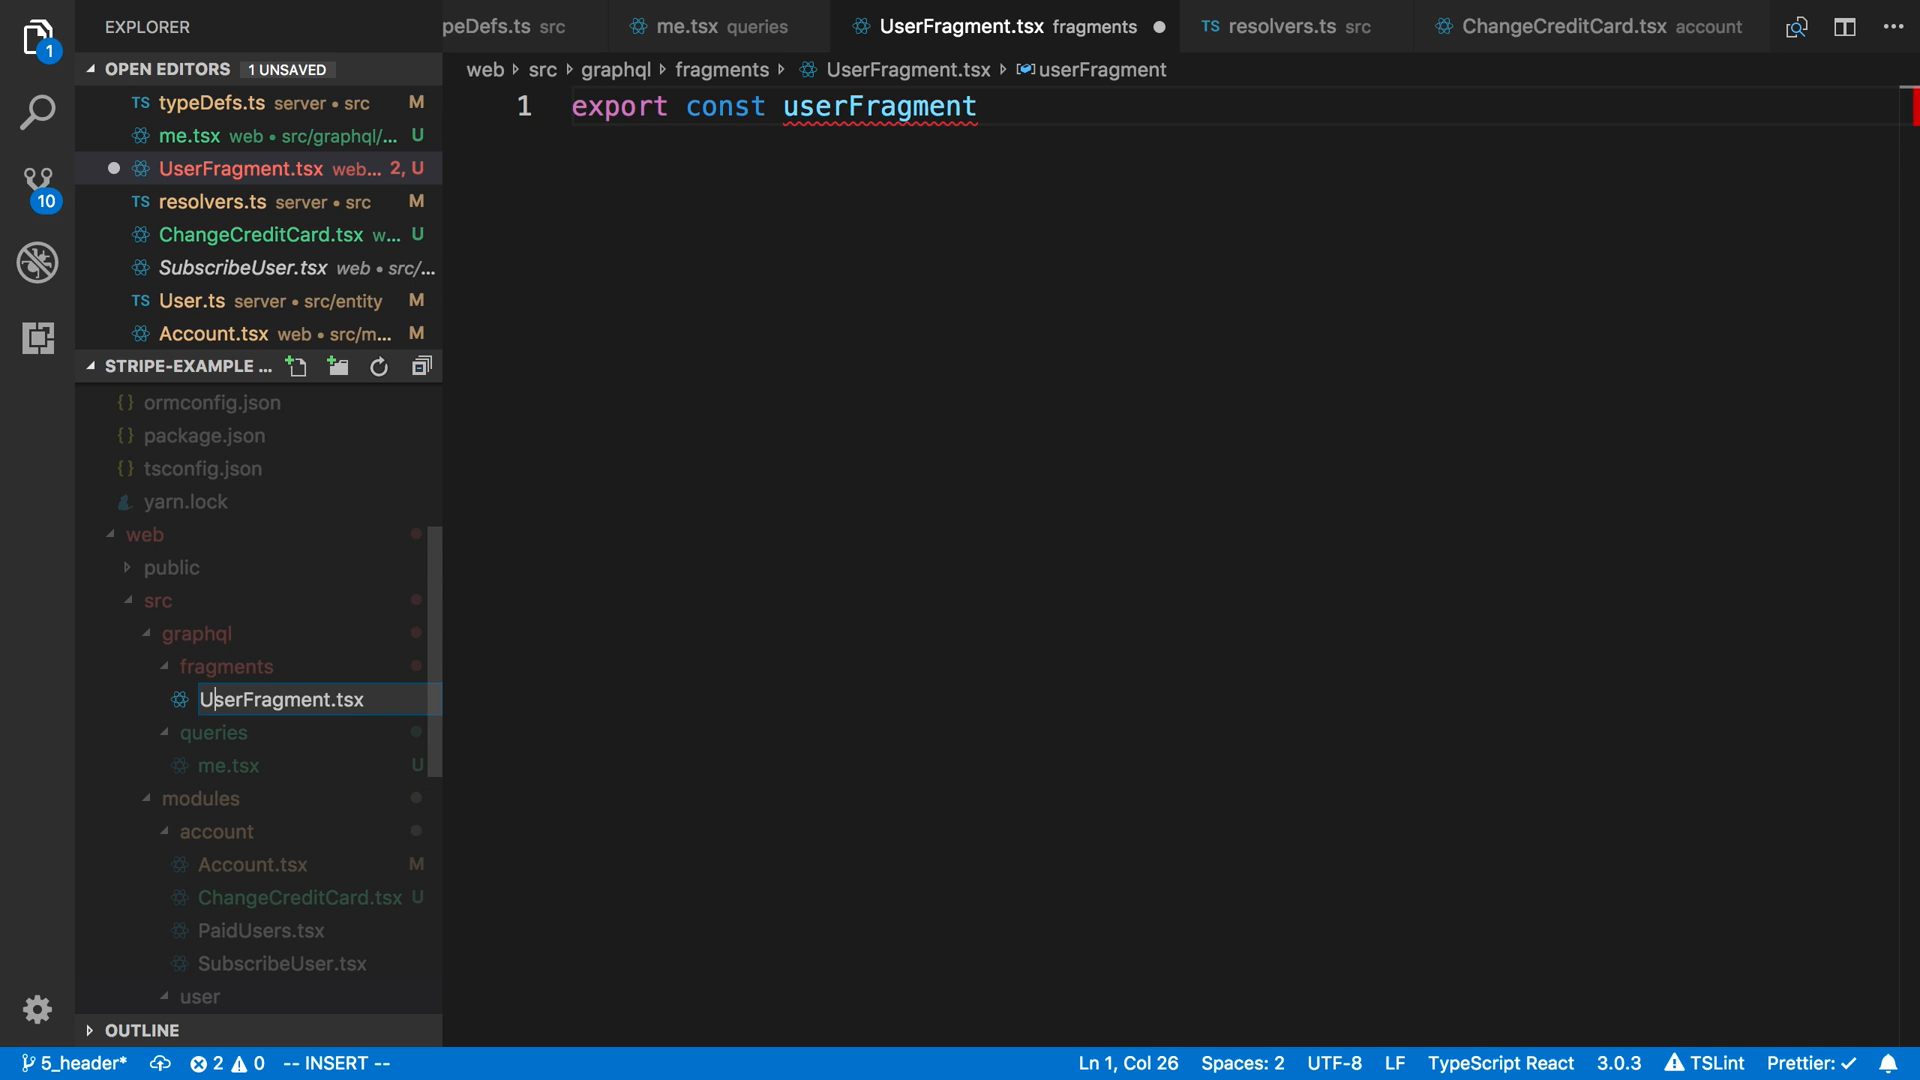 EXPLORER
peDefs.ts src
me.tsx queries
UserFragment.tsx fragments
TS resolvers.ts src
ChangeCreditCard.tsx account
1
OPEN EDITORS 1 UNSAVED
web src graphql fragments UserFragment.tsx userFragment
TS typeDefs.ts server • src M
1 export const userFragment
me.tsx web • src/graphql/... U
UserFragment.tsx web... 2, U
TS resolvers.ts server • src M
10
ChangeCreditCard.tsx w... U
SubscribeUser.tsx web • src/...
TS User.ts server • src/entity M
Account.tsx web • src/m... M
STRIPE-EXAMPLE ...
{} ormconfig.json
{} package.json
{} tsconfig.json
yarn.lock
web
public
src
graphql
fragments
UserFragment.tsx
queries
me.tsx U
modules
account
Account.tsx M
ChangeCreditCard.tsx U
PaidUsers.tsx
SubscribeUser.tsx
user
OUTLINE
5_header* 2 0 -- INSERT -- Ln 1, Col 26 Spaces: 2 UTF-8 LF TypeScript React 3.0.3 TSLint Prettier: ✓